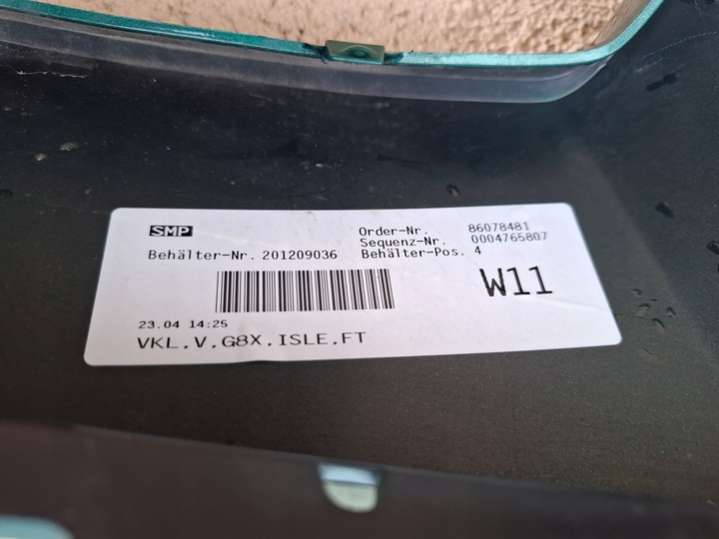 SMP
Order-Nr. 86078481
Sequenz-Nr. 0004765807
Behälter-Nr. 201209036 Behälter-Pos. 4
W11
23.04 14:25
VKL.V.G8X.ISLE.FT